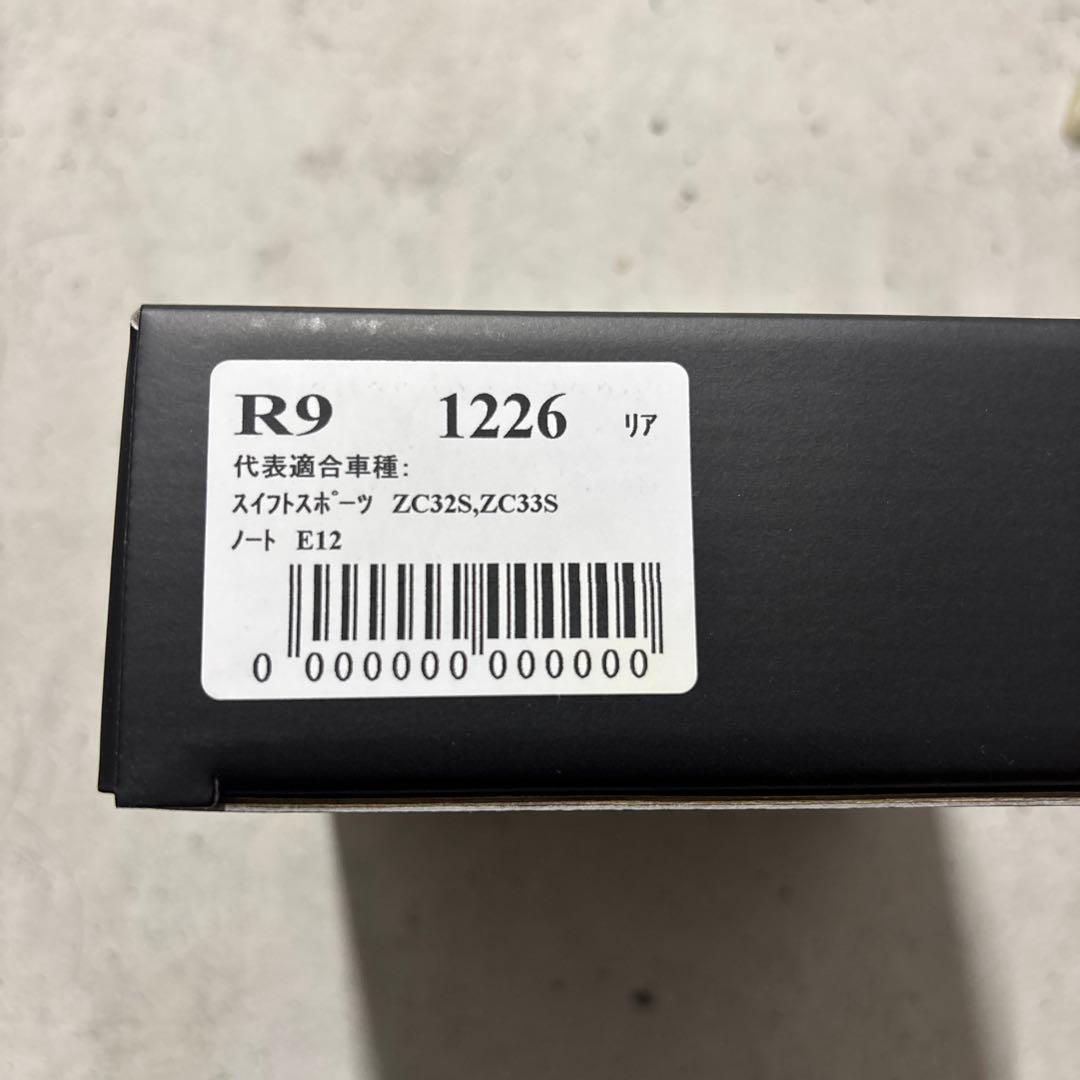 R9 1226 ﾘｱ
代表適合車種:
ｽｲﾌﾄｽﾎﾟｰﾂ ZC32S,ZC33S
ﾉｰﾄ E12
0 000000 000000